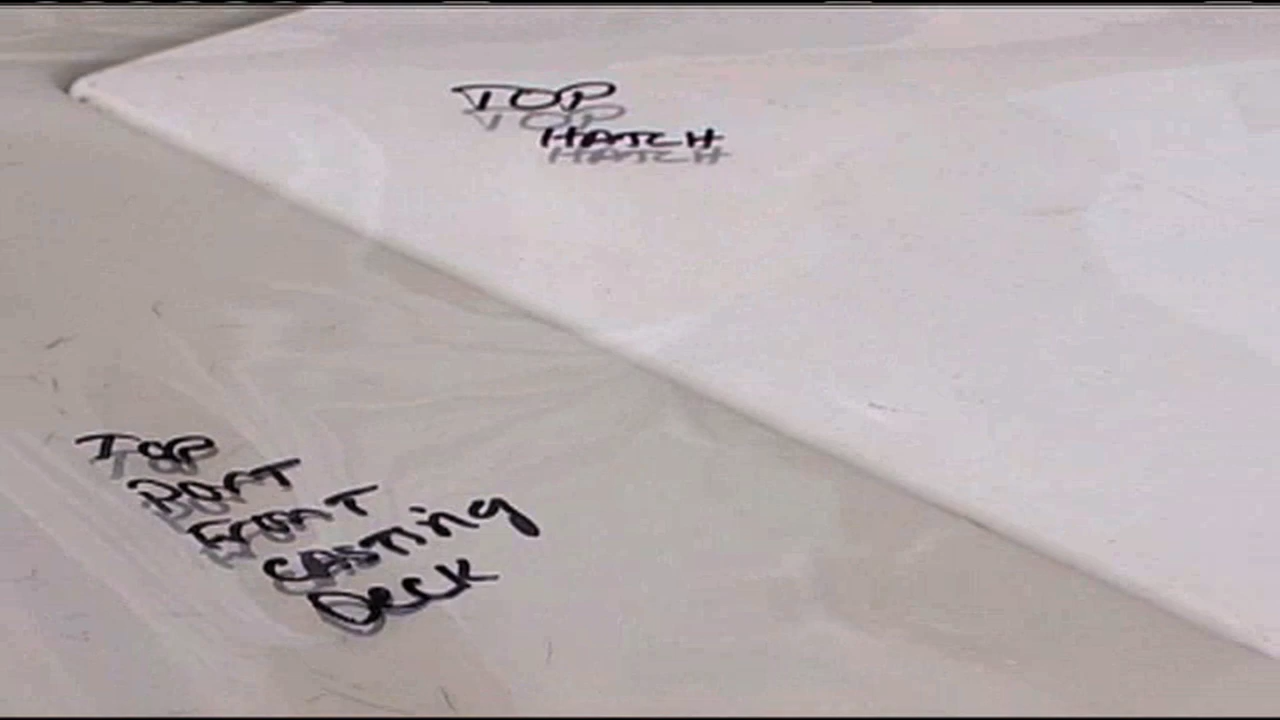 TOP
HATCH
TOP
PORT
FRONT
CASTing
DECK